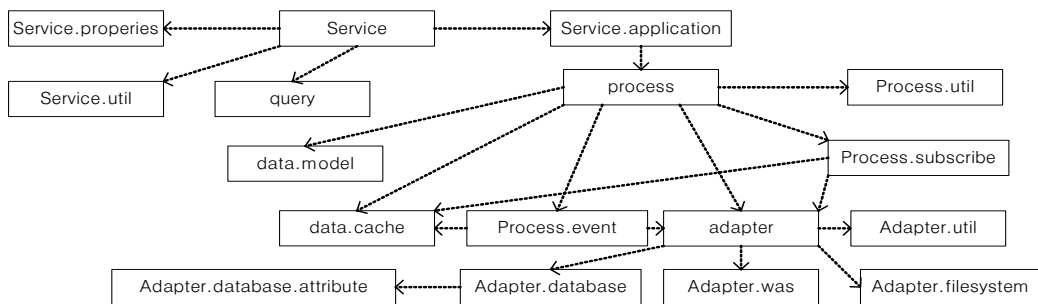 Service.properies
Service
Service.application
Service.util
query
process
Process.util
data.model
Process.subscribe
data.cache
Process.event
adapter
Adapter.util
Adapter.database.attribute
Adapter.database
Adapter.was
Adapter.filesystem